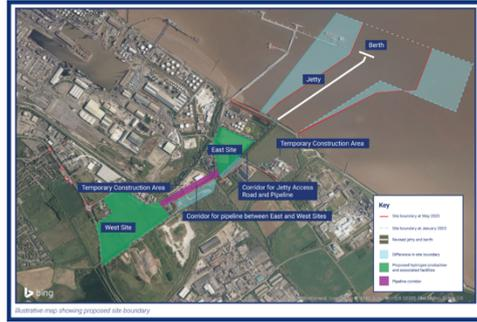 Berth
Jetty
Temporary Construction Area
East Site
Temporary Construction Area
Corridor for Jetty Access
Road and Pipeline
Corridor for pipeline between East and West Sites
West Site
Key
Site boundary at May 2023
Site boundary at January 2023
Revised jetty and berth
Difference in site boundary
Proposed hydrogen production
and associated facilities
Pipeline corridor
bing
Illustrative map showing proposed site boundary